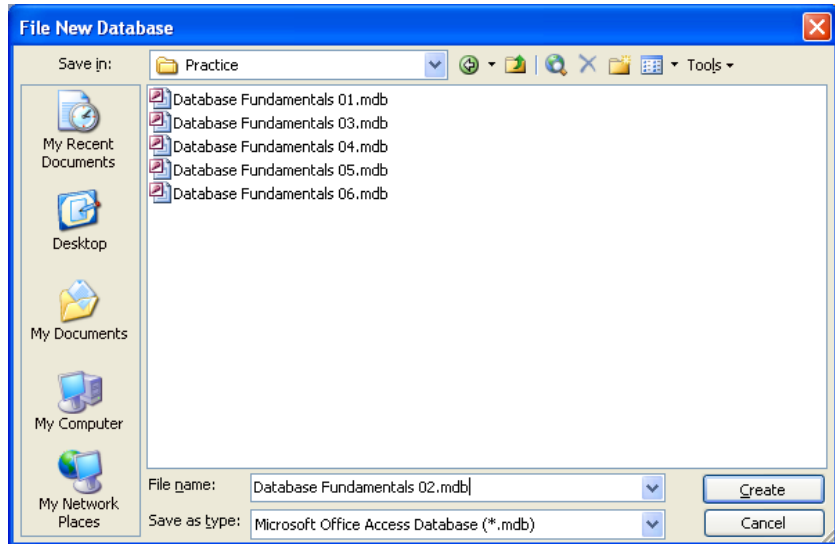 File New Database
Save in:
Practice
Tools
Database Fundamentals 01.mdb
Database Fundamentals 03.mdb
Database Fundamentals 04.mdb
Database Fundamentals 05.mdb
Database Fundamentals 06.mdb
My Recent
Documents
Desktop
My Documents
My Computer
My Network
Places
File name:
Database Fundamentals 02.mdb
Create
Save as type:
Microsoft Office Access Database (*.mdb)
Cancel